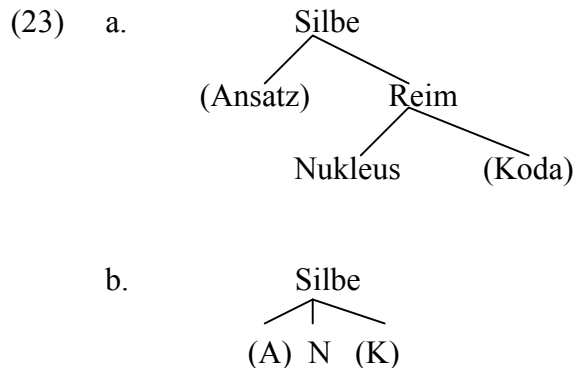 (23) a. Silbe
(Ansatz) Reim
Nukleus (Koda)
b. Silbe
(A) N (K)